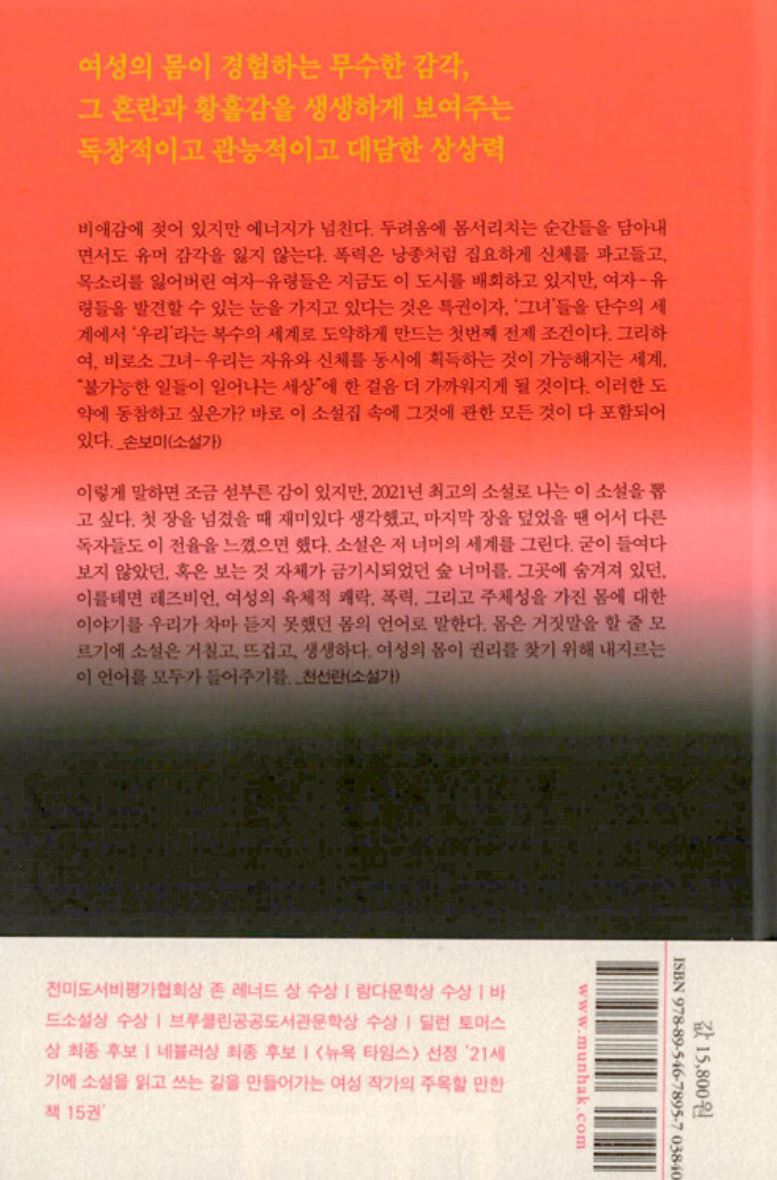 여성의 몸이 경험하는 무수한 감각,
그 혼란과 황홀감을 생생하게 보여주는
독창적이고 관능적이고 대담한 상상력
비애감에 젖어 있지만 에너지가 넘친다. 두려움에 몸서리치는 순간들을 담아내
면서도 유머 감각을 잃지 않는다. 폭력은 낭종처럼 집요하게 신체를 파고들고,
목소리를 잃어버린 여자-유령들은 지금도 이 도시를 배회하고 있지만, 여자-유
령들을 발견할 수 있는 눈을 가지고 있다는 것은 특권이자, ‘그녀’들을 단수의 세
계에서 ‘우리’라는 복수의 세계로 도약하게 만드는 첫번째 전제 조건이다. 그리하
여, 비로소 그녀-우리는 자유와 신체를 동시에 획득하는 것이 가능해지는 세계,
“불가능한 일들이 일어나는 세상”에 한 걸음 더 가까워지게 될 것이다. 이러한 도
약에 동참하고 싶은가? 바로 이 소설집 속에 그것에 관한 모든 것이 다 포함되어
있다. _손보미(소설가)
이렇게 말하면 조금 섣부른 감이 있지만, 2021년 최고의 소설로 나는 이 소설을 뽑
고 싶다. 첫 장을 넘겼을 때 재미있다 생각했고, 마지막 장을 덮었을 땐 어서 다른
독자들도 이 전율을 느꼈으면 했다. 소설은 저 너머의 세계를 그린다. 굳이 들여다
보지 않았던, 혹은 보는 것 자체가 금기시되었던 숲 너머를. 그곳에 숨겨져 있던,
이를테면 레즈비언, 여성의 육체적 쾌락, 폭력, 그리고 주체성을 가진 몸에 대한
이야기를 우리가 차마 듣지 못했던 몸의 언어로 말한다. 몸은 거짓말을 할 줄 모
르기에 소설은 거칠고, 뜨겁고, 생생하다. 여성의 몸이 권리를 찾기 위해 내지르는
이 언어를 모두가 들어주기를. _천선란(소설가)
전미도서비평가협회상 존 레너드 상 수상 | 람다문학상 수상 | 바
드소설상 수상 | 브루클린공공도서관문학상 수상 | 딜런 토머스
상 최종 후보 | 네뷸러상 최종 후보 | 〈뉴욕 타임스〉 선정 ‘21세
기에 소설을 읽고 쓰는 길을 만들어가는 여성 작가의 주목할 만한
책 15권’
www.munhak.com
ISBN 978-89-546-7895-7 03840
값 15,800원